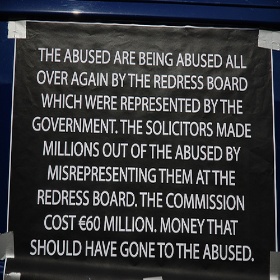 THE ABUSED ARE BEING ABUSED ALL
OVER AGAIN BY THE REDRESS BOARD
WHICH WERE REPRESENTED BY THE
GOVERNMENT. THE SOLICITORS MADE
MILLIONS OUT OF THE ABUSED BY
MISREPRESENTING THEM AT THE
REDRESS BOARD. THE COMMISSION
COST €60 MILLION. MONEY THAT
SHOULD HAVE GONE TO THE ABUSED.